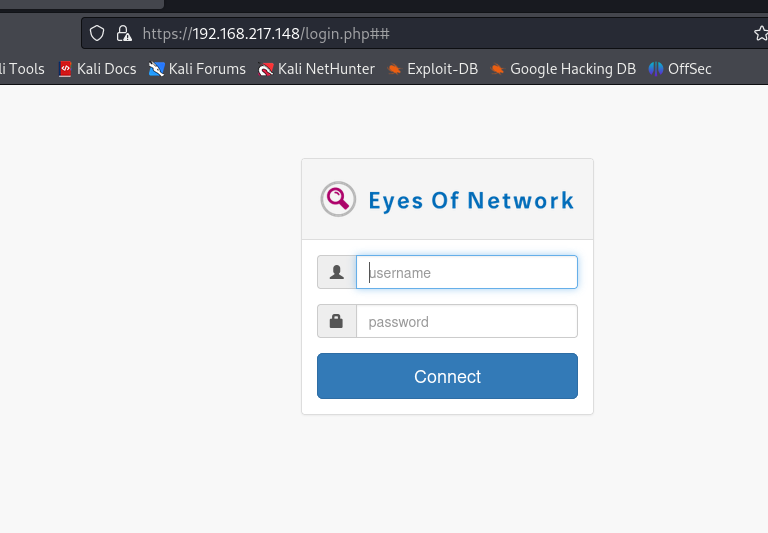 https://192.168.217.148/login.php##
li Tools Kali Docs Kali Forums Kali NetHunter Exploit-DB Google Hacking DB OffSec
Eyes Of Network
username
password
Connect